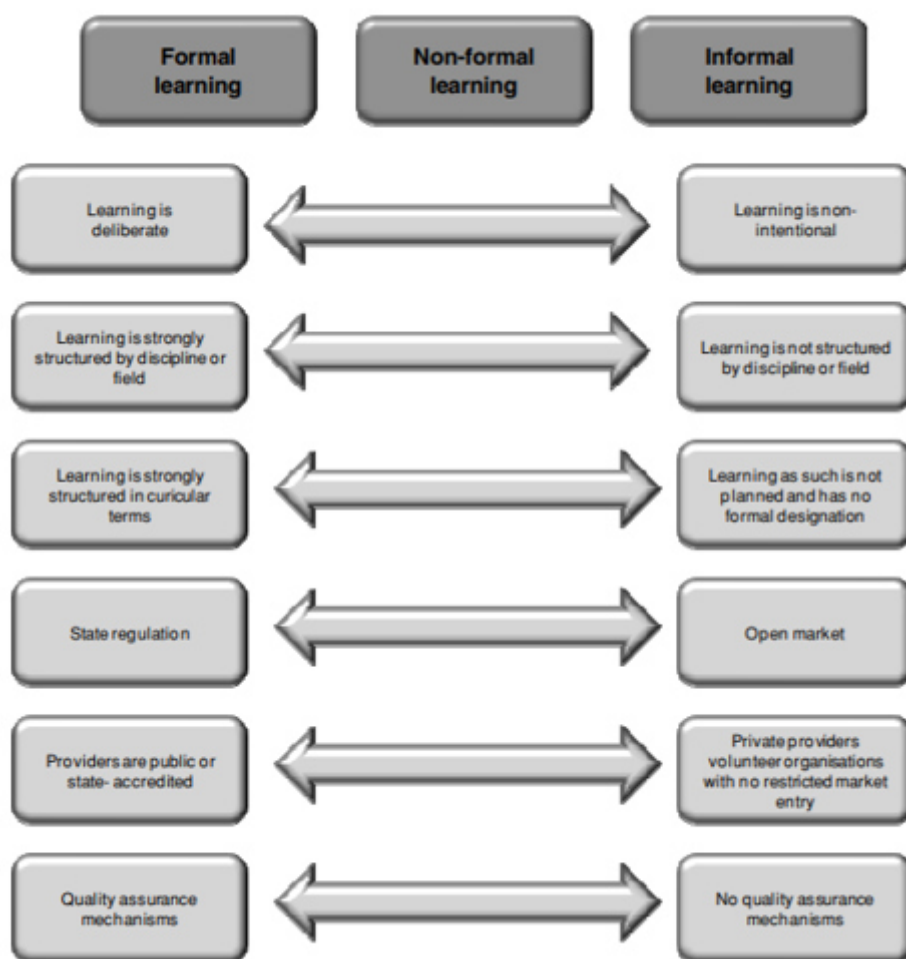 Formal
learning
Non-formal
learning
Informal
learning
Learning is
deliberate
Learning is non-
intentional
Learning is strongly
structured by discipline or
field
Learning is not structured
by discipline or field
Learning is strongly
structured in curicular
terms
Learning as such is not
planned and has no
formal designation
State regulation
Open market
Providers are public or
state- accredited
Private providers
volunteer organisations
with no restricted market
entry
Quality assurance
mechanisms
No quality assurance
mechanisms